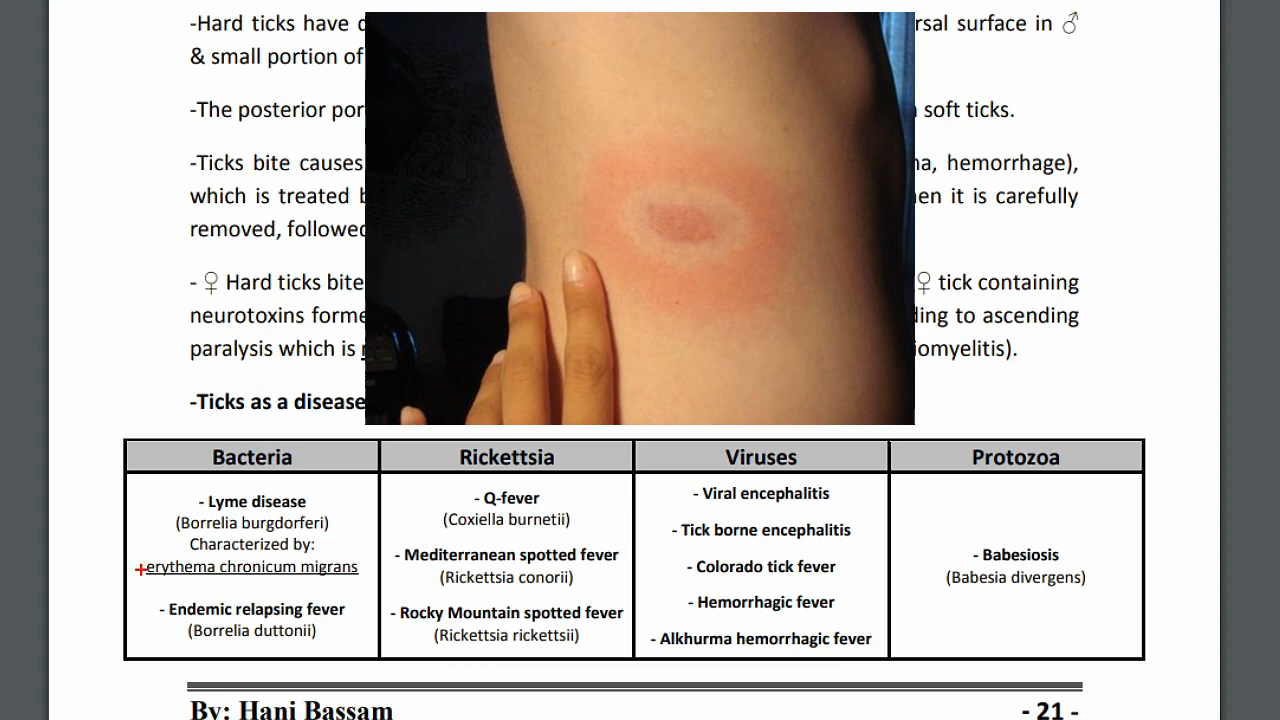 -Hard ticks have rsal surface in ♂
& small portion of
-The posterior por soft ticks.
-Ticks bite causes na, hemorrhage),
which is treated en it is carefully
removed, followed
- ♀ Hard ticks bite ♀ tick containing
neurotoxins forme ding to ascending
paralysis which is iomyelitis).
-Ticks as a disease
Bacteria Rickettsia Viruses Protozoa
- Lyme disease
(Borrelia burgdorferi)
Characterized by:
erythema chronicum migrans
- Endemic relapsing fever
(Borrelia duttonii)
- Q-fever
(Coxiella burnetii)
- Mediterranean spotted fever
(Rickettsia conorii)
- Rocky Mountain spotted fever
(Rickettsia rickettsii)
- Viral encephalitis
- Tick borne encephalitis
- Colorado tick fever
- Hemorrhagic fever
- Alkhurma hemorrhagic fever
- Babesiosis
(Babesia divergens)
By: Hani Bassam - 21 -